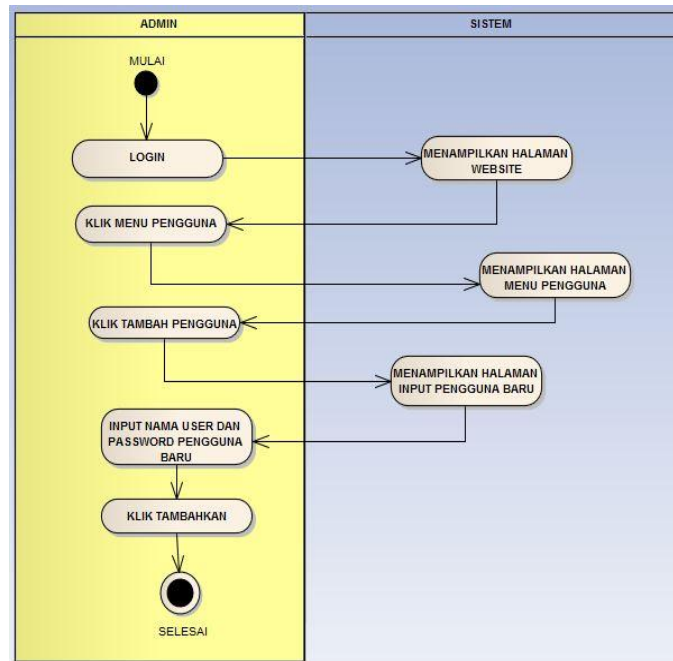 ADMIN
SISTEM
MULAI
LOGIN
MENAMPILKAN HALAMAN
WEBSITE
KLIK MENU PENGGUNA
MENAMPILKAN HALAMAN
MENU PENGGUNA
KLIK TAMBAH PENGGUNA
MENAMPILKAN HALAMAN
INPUT PENGGUNA BARU
INPUT NAMA USER DAN
PASSWORD PENGGUNA
BARU
KLIK TAMBAHKAN
SELESAI